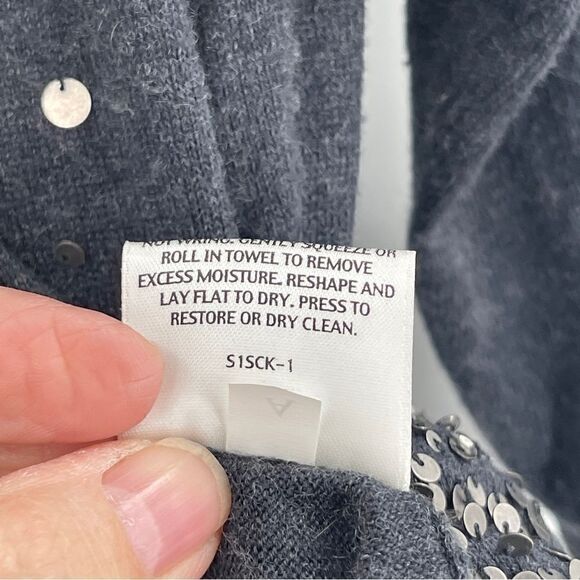 NOT WRING. GENTLY SQUEEZE OR
ROLL IN TOWEL TO REMOVE
EXCESS MOISTURE. RESHAPE AND
LAY FLAT TO DRY. PRESS TO
RESTORE OR DRY CLEAN.
S1SCK-1
A